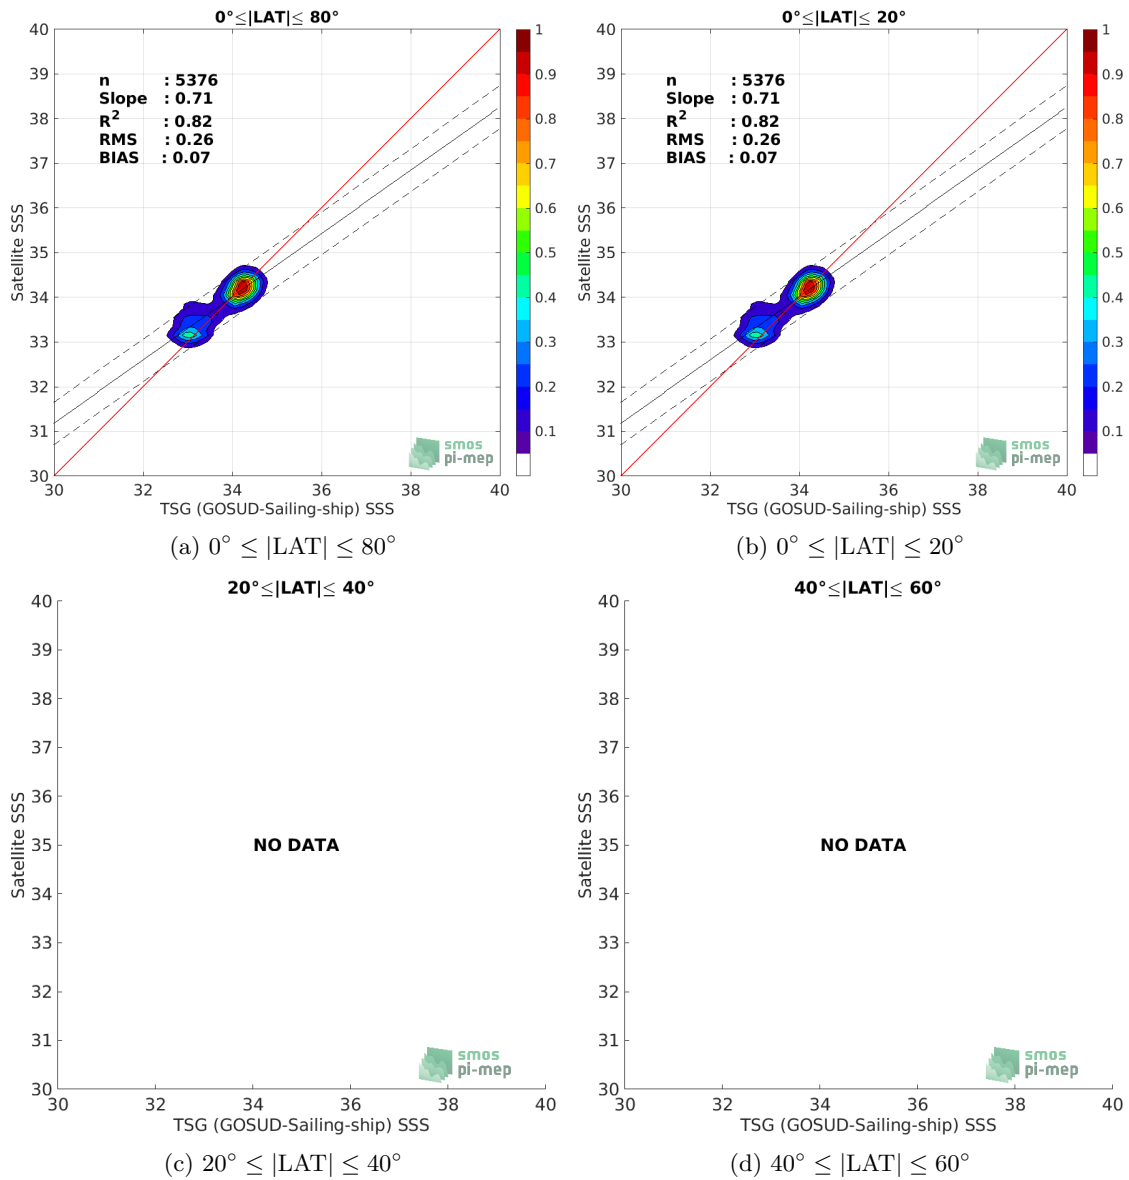 0°≤|LAT|≤ 80°
40
39
38
37
36
35
34
33
32
31
30
Satellite SSS
n : 5376
Slope : 0.71
R² : 0.82
RMS : 0.26
BIAS : 0.07
smos
pi-mep
30 32 34 36 38 40
TSG (GOSUD-Sailing-ship) SSS
1
0.9
0.8
0.7
0.6
0.5
0.4
0.3
0.2
0.1
(a) 0° ≤ |LAT| ≤ 80°
0°≤|LAT|≤ 20°
40
39
38
37
36
35
34
33
32
31
30
Satellite SSS
n : 5376
Slope : 0.71
R² : 0.82
RMS : 0.26
BIAS : 0.07
smos
pi-mep
30 32 34 36 38 40
TSG (GOSUD-Sailing-ship) SSS
1
0.9
0.8
0.7
0.6
0.5
0.4
0.3
0.2
0.1
(b) 0° ≤ |LAT| ≤ 20°
20°≤|LAT|≤ 40°
40
39
38
37
36
35
34
33
32
31
30
Satellite SSS
NO DATA
smos
pi-mep
30 32 34 36 38 40
TSG (GOSUD-Sailing-ship) SSS
(c) 20° ≤ |LAT| ≤ 40°
40°≤|LAT|≤ 60°
40
39
38
37
36
35
34
33
32
31
30
Satellite SSS
NO DATA
smos
pi-mep
30 32 34 36 38 40
TSG (GOSUD-Sailing-ship) SSS
(d) 40° ≤ |LAT| ≤ 60°